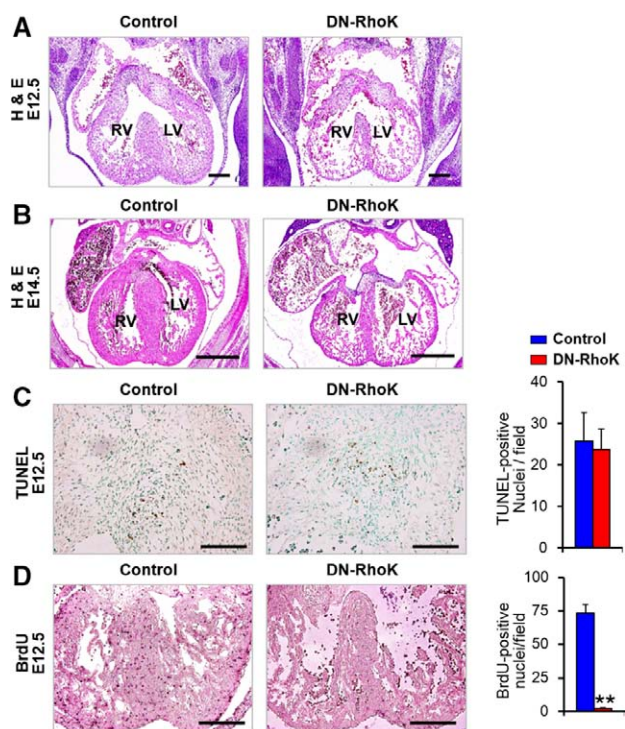 Control DN-RhoK
A
H & E
E12.5
RV LV RV LV
Control DN-RhoK
B
H & E
E14.5
RV LV RV LV
Control
DN-RhoK
Control DN-RhoK
C
TUNEL
E12.5
TUNEL-positive
Nuclei / field
40
30
20
10
0
Control DN-RhoK
D
BrdU
E12.5
BrdU-positive
nuclei/field
100
75
50
25
0
**